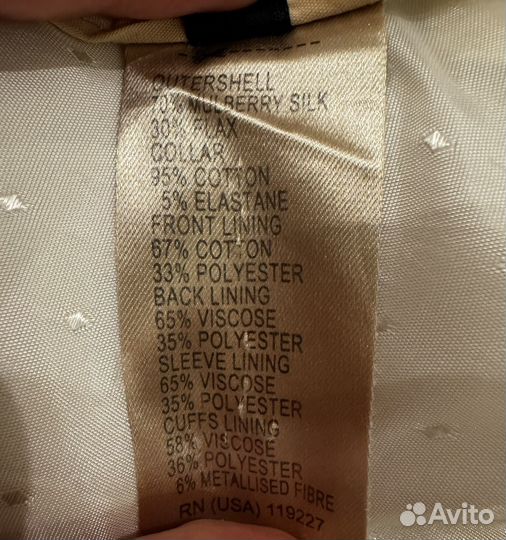 OUTERSHELL
70% MULBERRY SILK
30% FLAX
COLLAR
95% COTTON
5% ELASTANE
FRONT LINING
67% COTTON
33% POLYESTER
BACK LINING
65% VISCOSE
35% POLYESTER
SLEEVE LINING
65% VISCOSE
35% POLYESTER
CUFFS LINING
58% VISCOSE
36% POLYESTER
6% METALLISED FIBRE
RN (USA) 119227
Avito